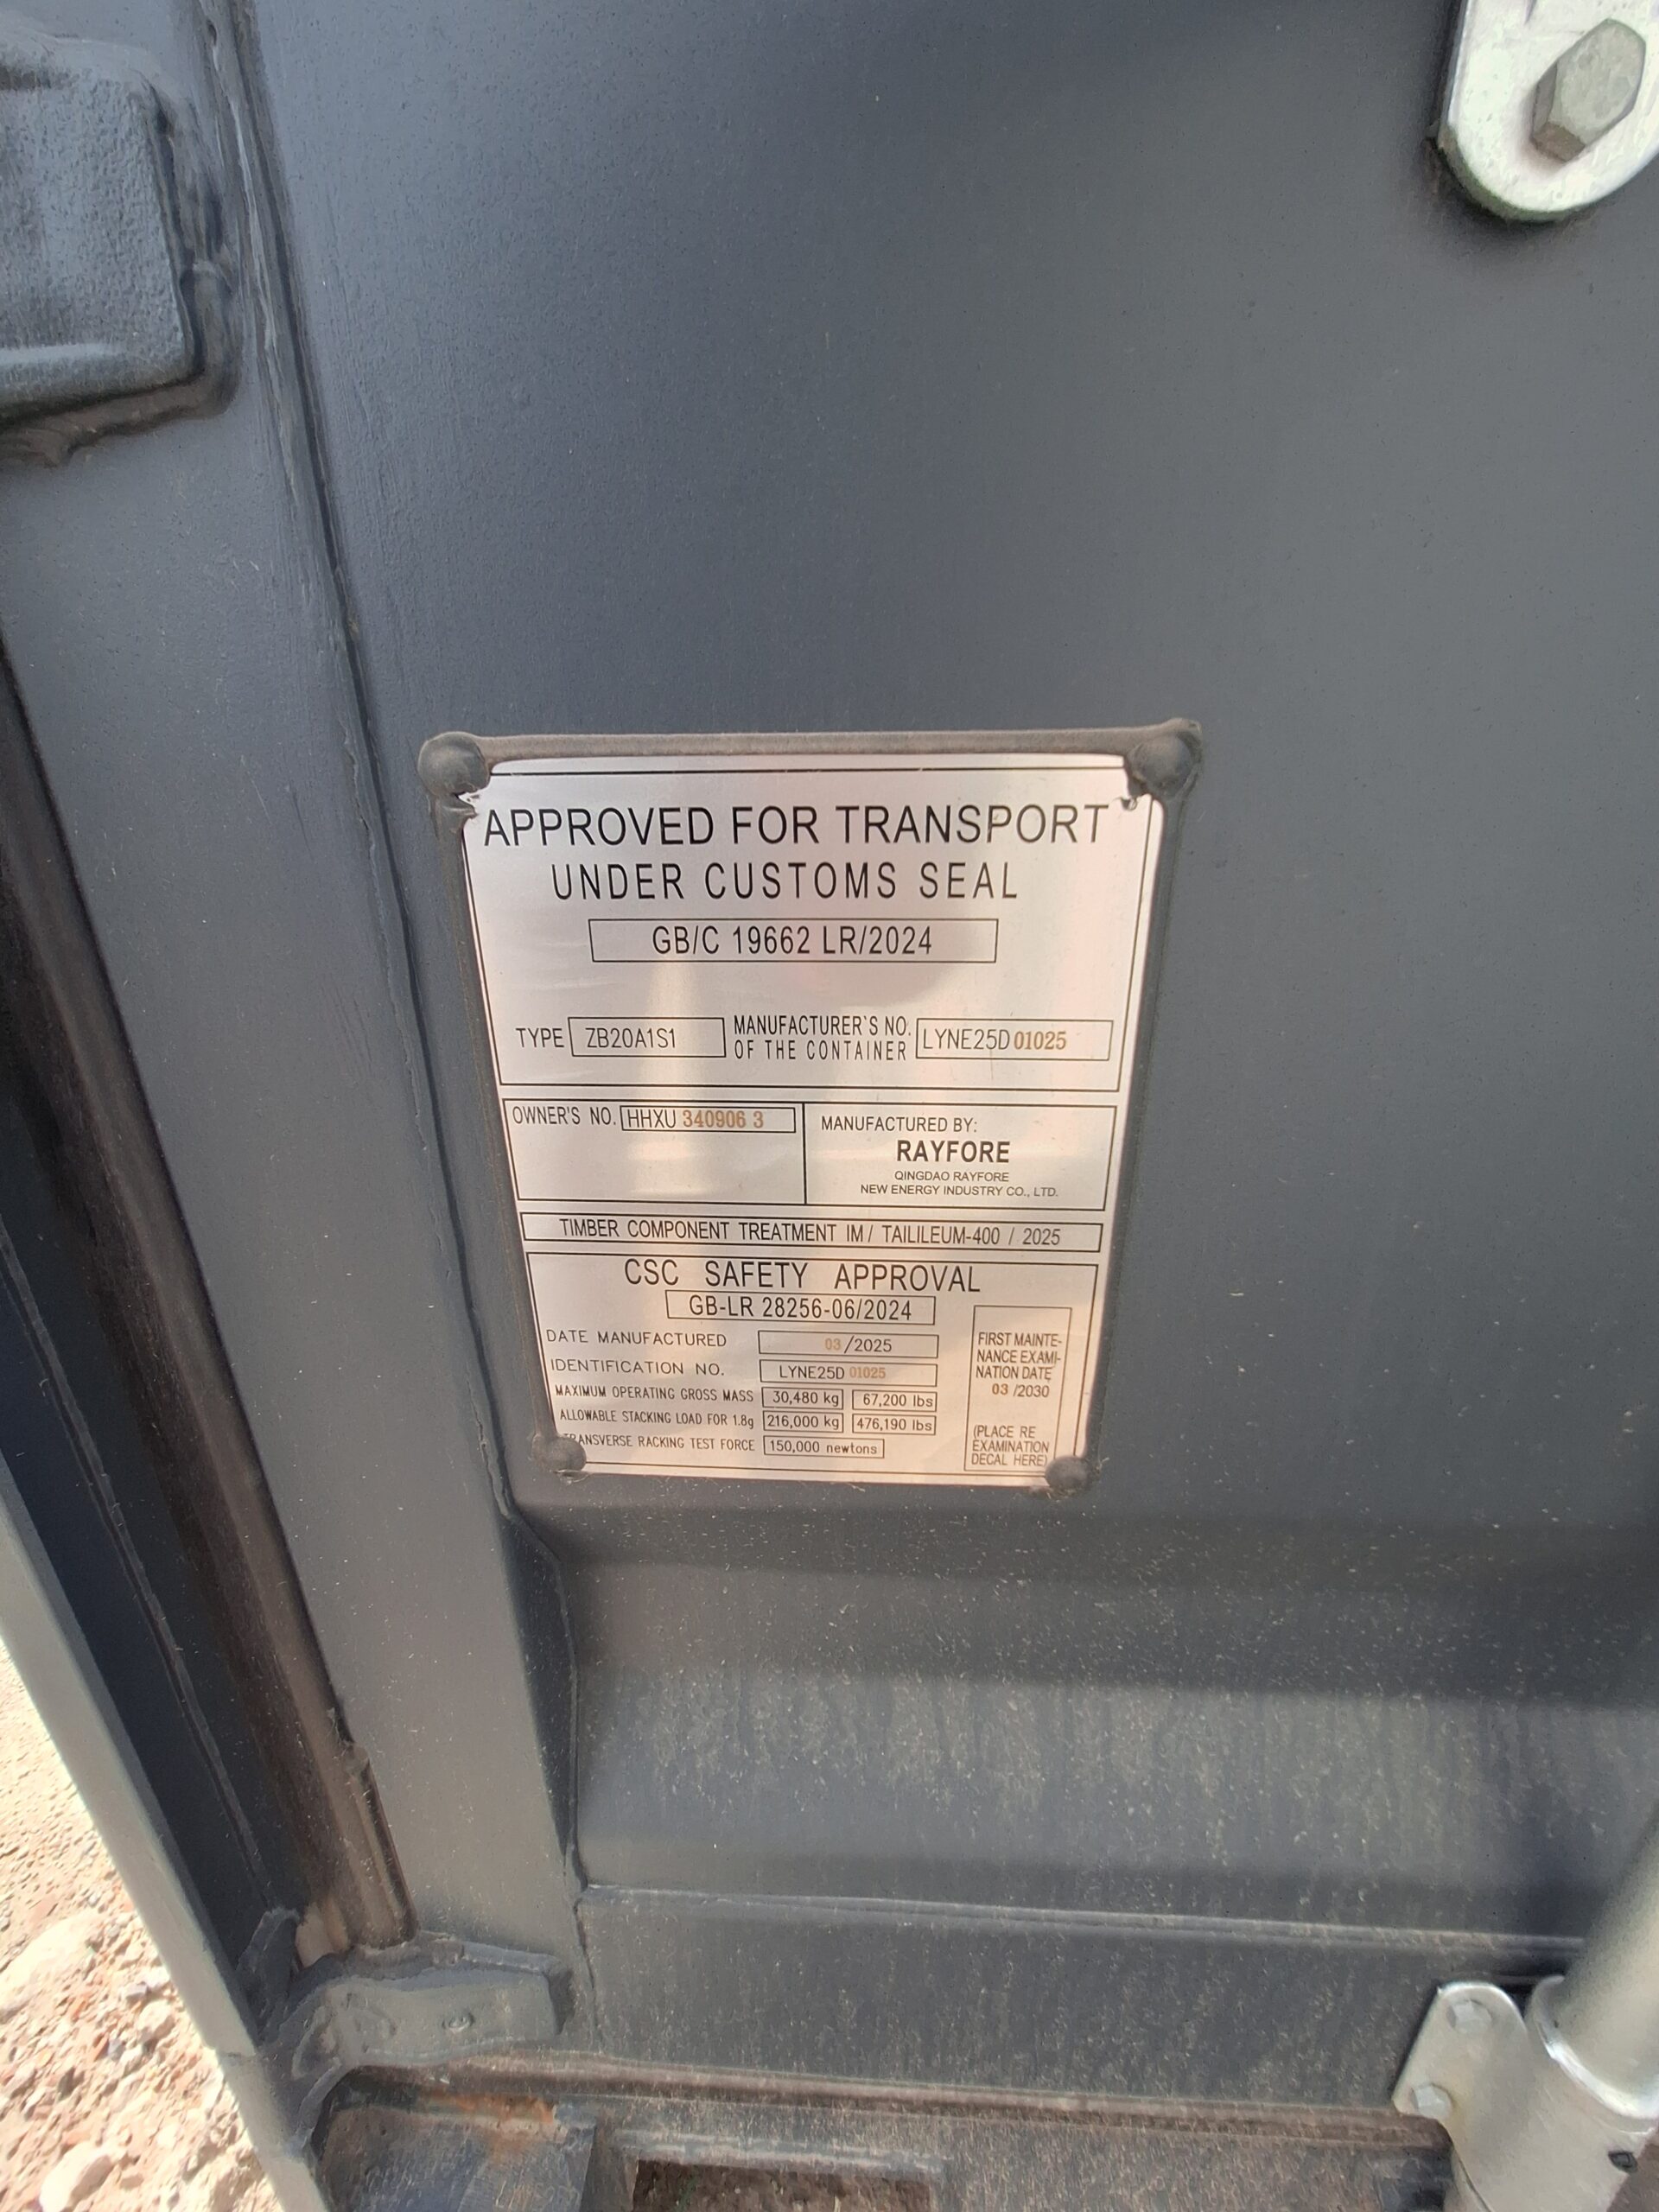 APPROVED FOR TRANSPORT
UNDER CUSTOMS SEAL
GB/C 19662 LR/2024
TYPE ZB20A1S1 MANUFACTURER'S NO. OF THE CONTAINER LYNE25D 01025
OWNER'S NO. HHXU 340906 3
MANUFACTURED BY:
RAYFORE
QINGDAO RAYFORE
NEW ENERGY INDUSTRY CO., LTD.
TIMBER COMPONENT TREATMENT IM / TAILILEUM-400 / 2025
CSC SAFETY APPROVAL
GB-LR 28256-06/2024
DATE MANUFACTURED 03/2025
IDENTIFICATION NO. LYNE25D 01025
MAXIMUM OPERATING GROSS MASS 30,480 kg 67,200 lbs
ALLOWABLE STACKING LOAD FOR 1.8g 216,000 kg 476,190 lbs
TRANSVERSE RACKING TEST FORCE 150,000 newtons
FIRST MAINTE-
NANCE EXAMI-
NATION DATE
03 /2030
(PLACE RE
EXAMINATION
DECAL HERE)